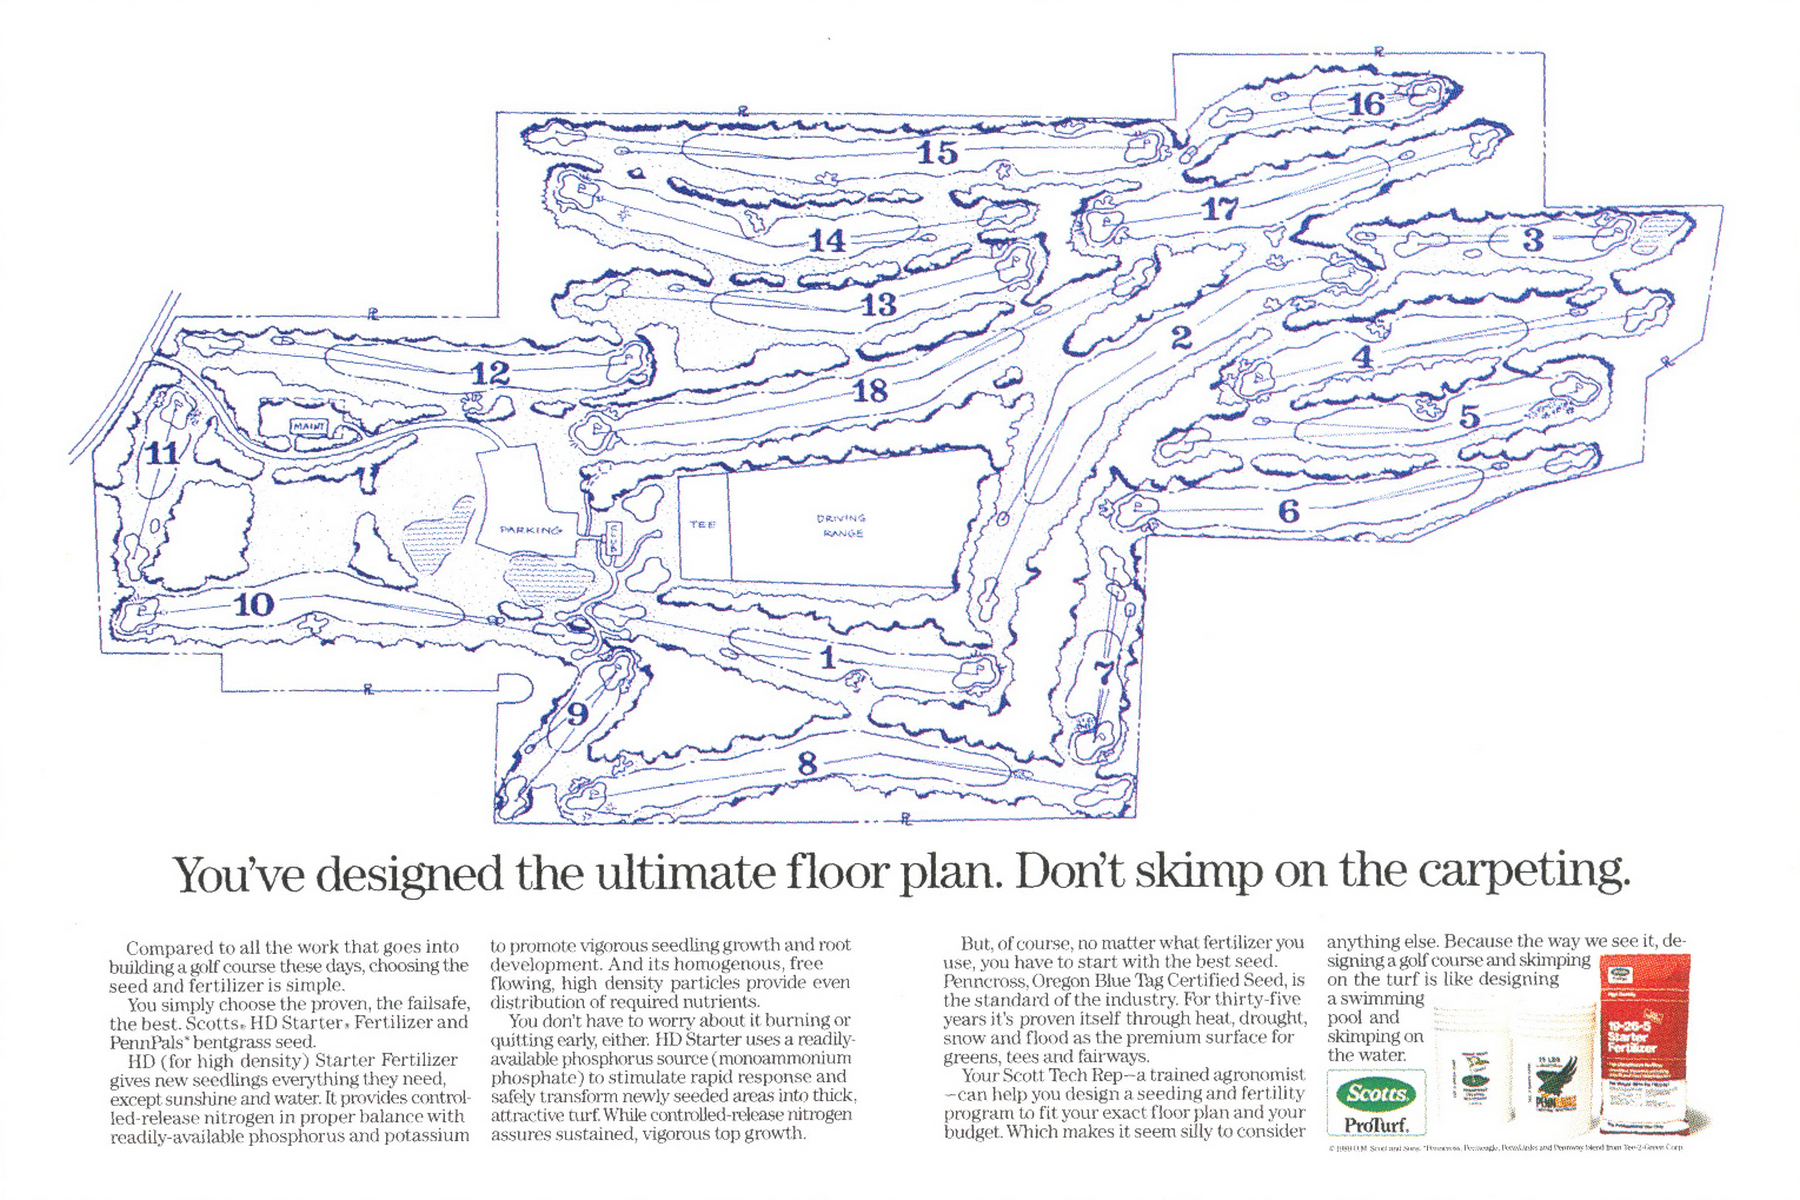 16
15
17
14
3
13
2
12
4
18
5
MAINT
11
6
TEE
DRIVING
RANGE
PARKING
10
1
7
9
8
You've designed the ultimate floor plan. Don't skimp on the carpeting.
Compared to all the work that goes into
building a golf course these days, choosing the
seed and fertilizer is simple.
You simply choose the proven, the failsafe,
the best. Scotts® HD Starter® Fertilizer and
PennPals* bentgrass seed.
HD (for high density) Starter Fertilizer
gives new seedlings everything they need,
except sunshine and water. It provides control-
led-release nitrogen in proper balance with
readily-available phosphorus and potassium
to promote vigorous seedling growth and root
development. And its homogenous, free
flowing, high density particles provide even
distribution of required nutrients.
You don't have to worry about it burning or
quitting early, either. HD Starter uses a readily-
available phosphorus source (monoammonium
phosphate) to stimulate rapid response and
safely transform newly seeded areas into thick,
attractive turf. While controlled-release nitrogen
assures sustained, vigorous top growth.
But, of course, no matter what fertilizer you
use, you have to start with the best seed.
Penncross, Oregon Blue Tag Certified Seed, is
the standard of the industry. For thirty-five
years it's proven itself through heat, drought,
snow and flood as the premium surface for
greens, tees and fairways.
Your Scott Tech Rep—a trained agronomist
—can help you design a seeding and fertility
program to fit your exact floor plan and your
budget. Which makes it seem silly to consider
anything else. Because the way we see it, de-
signing a golf course and skimping
on the turf is like designing
a swimming
pool and
skimping on
the water.
Scotts®
ProTurf®
19-26-5
Starter
Fertilizer
25 LBS
© 1989 O.M. Scott and Sons. *Penncross, Penneagle, PennLinks and Pennway blend from Tee-2-Green Corp.